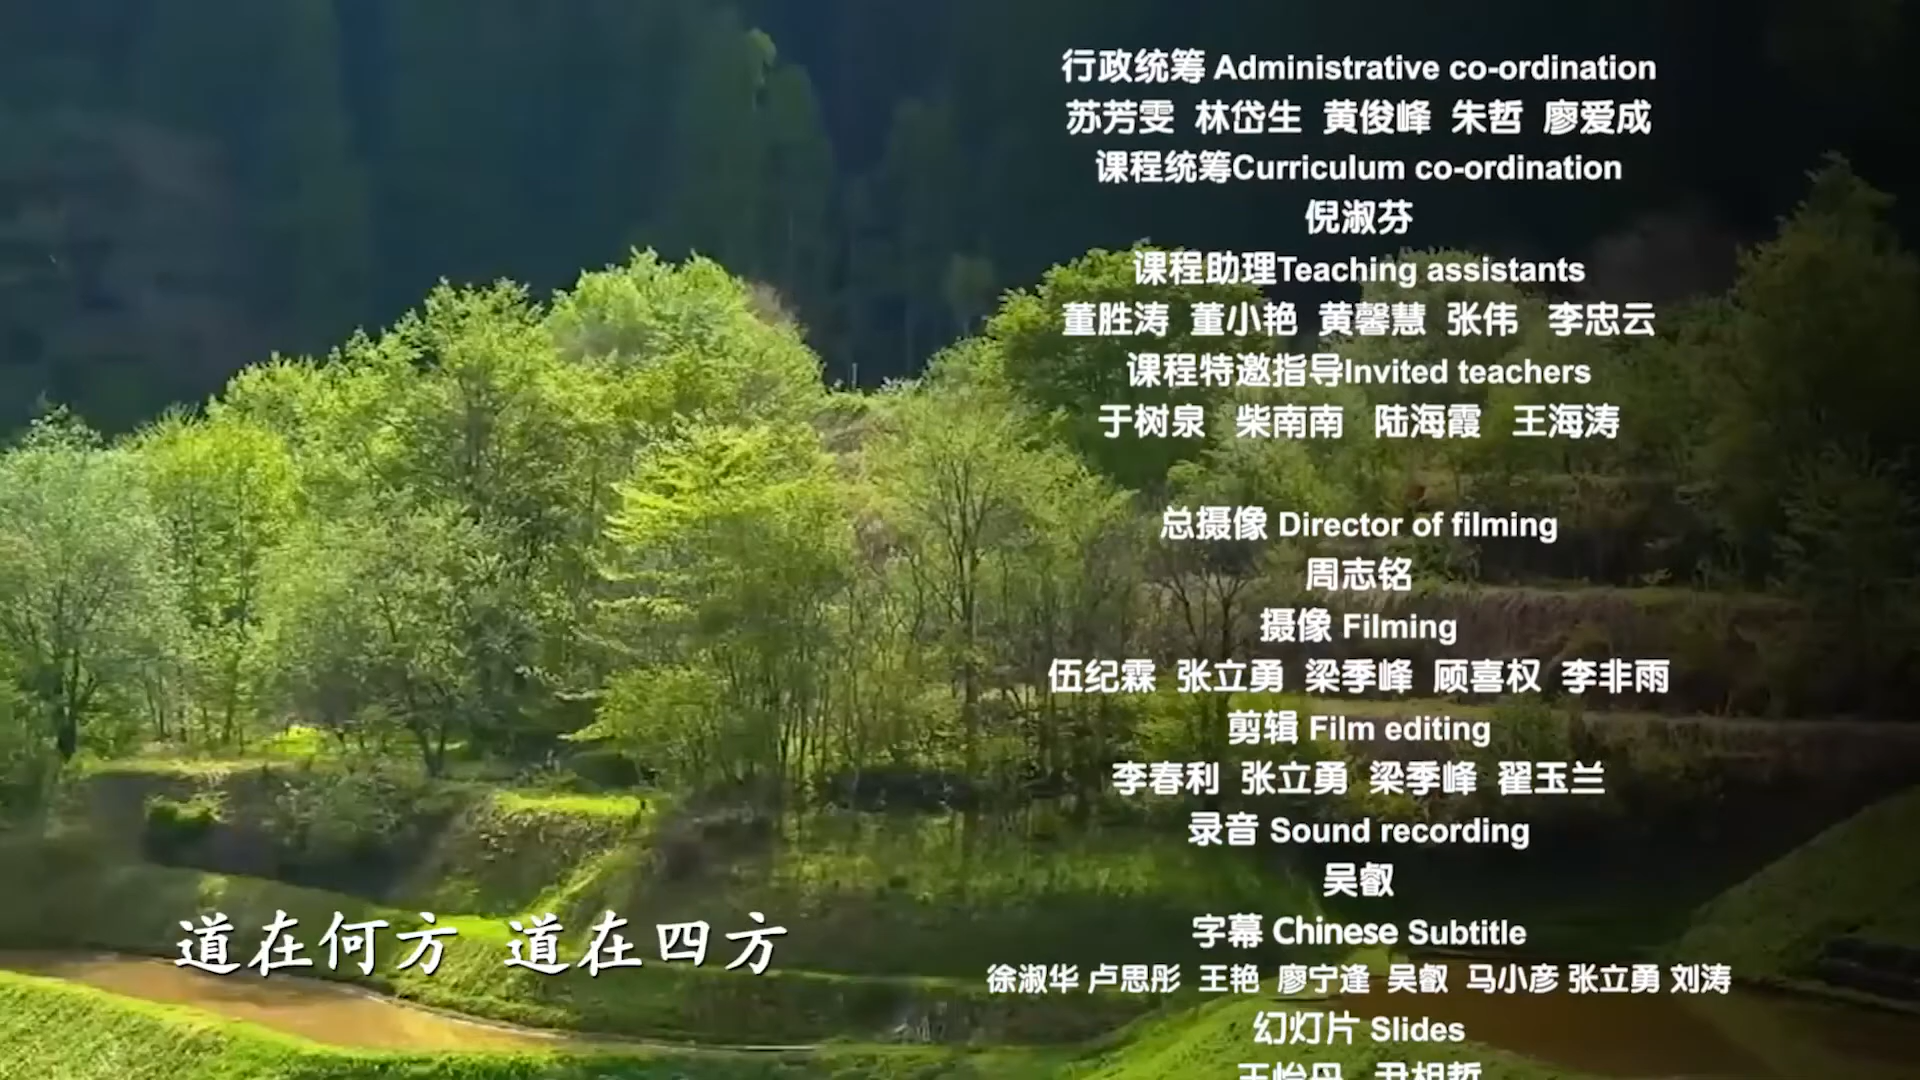 行政统筹 Administrative co-ordination
苏芳雯 林岱生 黄俊峰 朱哲 廖爱成
课程统筹Curriculum co-ordination
倪淑芬
课程助理Teaching assistants
董胜涛 董小艳 黄馨慧 张伟 李忠云
课程特邀指导Invited teachers
于树泉 柴南南 陆海霞 王海涛
总摄像 Director of filming
周志铭
摄像 Filming
伍纪霖 张立勇 梁季峰 顾喜权 李非雨
剪辑 Film editing
李春利 张立勇 梁季峰 翟玉兰
录音 Sound recording
吴叡
字幕 Chinese Subtitle
徐淑华 卢思彤 王艳 廖宁逢 吴叡 马小彦 张立勇 刘涛
幻灯片 Slides
道在何方 道在四方